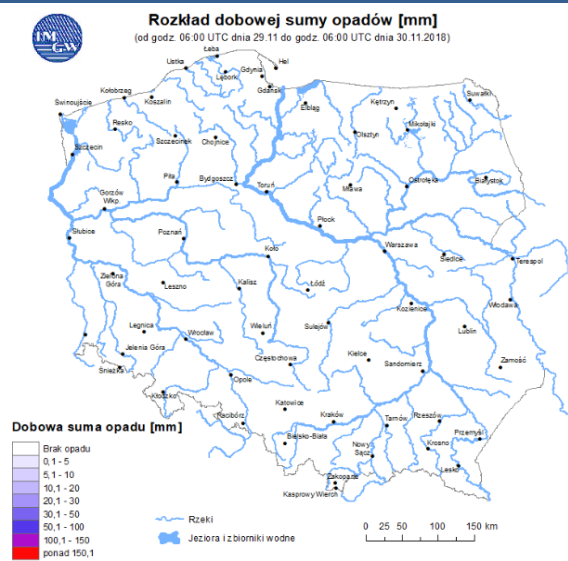 IM
GW
Rozkład dobowej sumy opadów [mm]
(od godz. 06:00 UTC dnia 29.11 do godz. 06:00 UTC dnia 30.11.2018)
Łeba
Ustka
Hel
Gdynia
Lębork
Gdańsk
Kołobrzeg
Koszalin
Świnoujście
Elbląg
Kętrzyn
Suwałki
Resko
Szczecinek
Chojnice
Olsztyn
Mikołajki
Szczecin
Piła
Bydgoszcz
Toruń
Mława
Ostrołęka
Białystok
Gorzów
Wlkp.
Płock
Słubice
Poznań
Koło
Warszawa
Siedlce
Terespol
Zielona
Góra
Leszno
Kalisz
Łódź
Kozienice
Włodawa
Legnica
Wrocław
Wieluń
Sulejów
Lublin
Jelenia Góra
Śnieżka
Częstochowa
Kielce
Sandomierz
Zamość
Kłodzko
Opole
Racibórz
Katowice
Kraków
Tarnów
Rzeszów
Przemyśl
Bielsko-Biała
Nowy
Sącz
Krosno
Lesko
Zakopane
Kasprowy Wierch
Dobowa suma opadu [mm]
Brak opadu
0,1 - 5
5,1 - 10
10,1 - 20
20,1 - 30
30,1 - 50
50,1 - 100
100,1 - 150
ponad 150,1
Rzeki
Jeziora i zbiorniki wodne
0 25 50 100 150 km